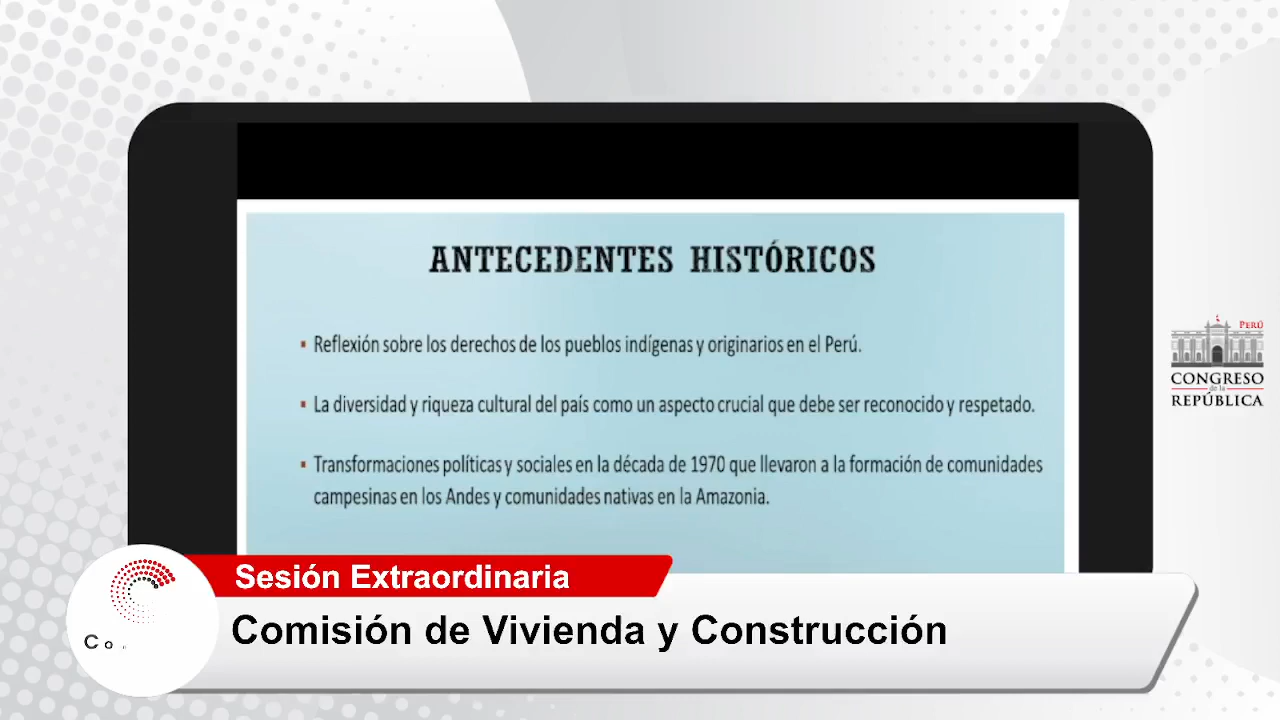 ANTECEDENTES HISTÓRICOS
▪ Reflexión sobre los derechos de los pueblos indígenas y originarios en el Perú.
▪ La diversidad y riqueza cultural del país como un aspecto crucial que debe ser reconocido y respetado.
▪ Transformaciones políticas y sociales en la década de 1970 que llevaron a la formación de comunidades
campesinas en los Andes y comunidades nativas en la Amazonia.
PERÚ
CONGRESO
de la
REPÚBLICA
Sesión Extraordinaria
Comisión de Vivienda y Construcción
Co